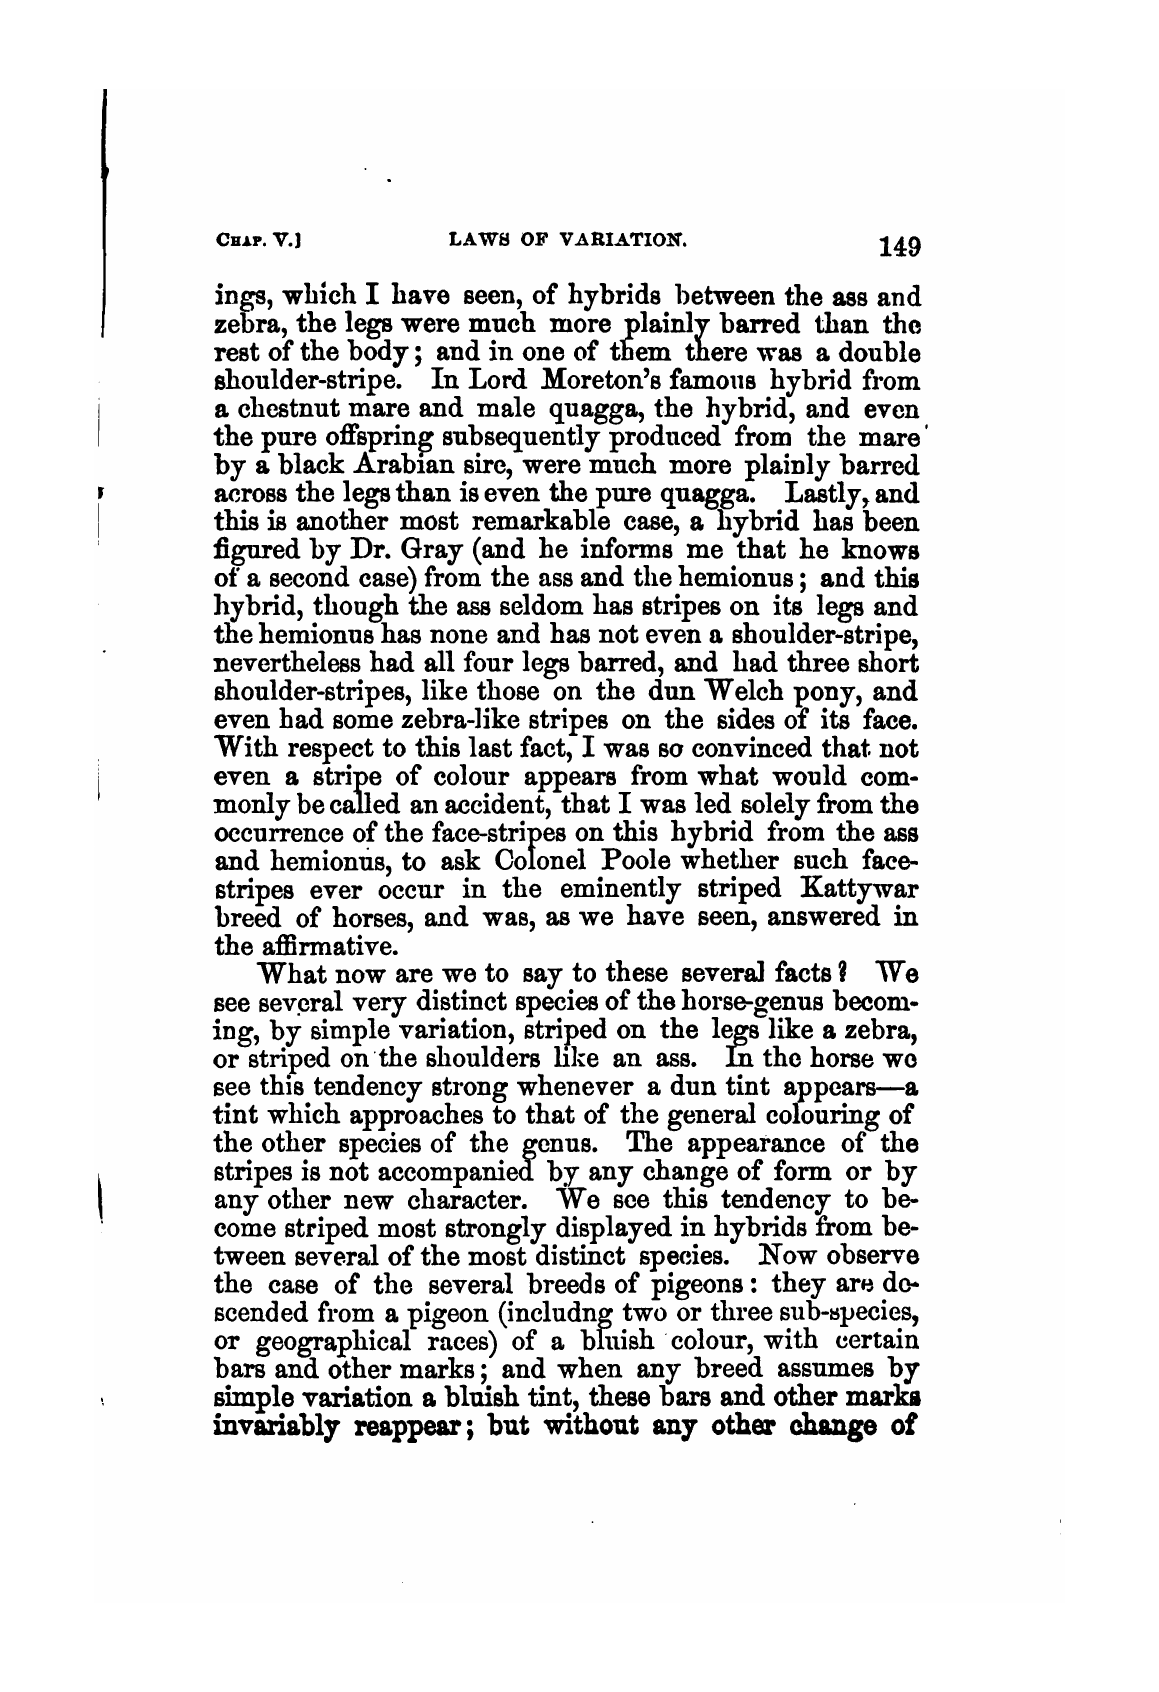 CHAP. V.] LAWS OF VARIATION. 149
ings, which I have seen, of hybrids between the ass and
zebra, the legs were much more plainly barred than the
rest of the body; and in one of them there was a double
shoulder-stripe. In Lord Moreton's famous hybrid from
a chestnut mare and male quagga, the hybrid, and even
the pure offspring subsequently produced from the mare
by a black Arabian sire, were much more plainly barred
across the legs than is even the pure quagga. Lastly, and
this is another most remarkable case, a hybrid has been
figured by Dr. Gray (and he informs me that he knows
of a second case) from the ass and the hemionus; and this
hybrid, though the ass seldom has stripes on its legs and
the hemionus has none and has not even a shoulder-stripe,
nevertheless had all four legs barred, and had three short
shoulder-stripes, like those on the dun Welch pony, and
even had some zebra-like stripes on the sides of its face.
With respect to this last fact, I was so convinced that not
even a stripe of colour appears from what would com-
monly be called an accident, that I was led solely from the
occurrence of the face-stripes on this hybrid from the ass
and hemionus, to ask Colonel Poole whether such face-
stripes ever occur in the eminently striped Kattywar
breed of horses, and was, as we have seen, answered in
the affirmative.
What now are we to say to these several facts? We
see several very distinct species of the horse-genus becom-
ing, by simple variation, striped on the legs like a zebra,
or striped on the shoulders like an ass. In the horse we
see this tendency strong whenever a dun tint appears—a
tint which approaches to that of the general colouring of
the other species of the genus. The appearance of the
stripes is not accompanied by any change of form or by
any other new character. We see this tendency to be-
come striped most strongly displayed in hybrids from be-
tween several of the most distinct species. Now observe
the case of the several breeds of pigeons: they are de-
scended from a pigeon (includng two or three sub-species,
or geographical races) of a bluish colour, with certain
bars and other marks; and when any breed assumes by
simple variation a bluish tint, these bars and other marks
invariably reappear; but without any other change of